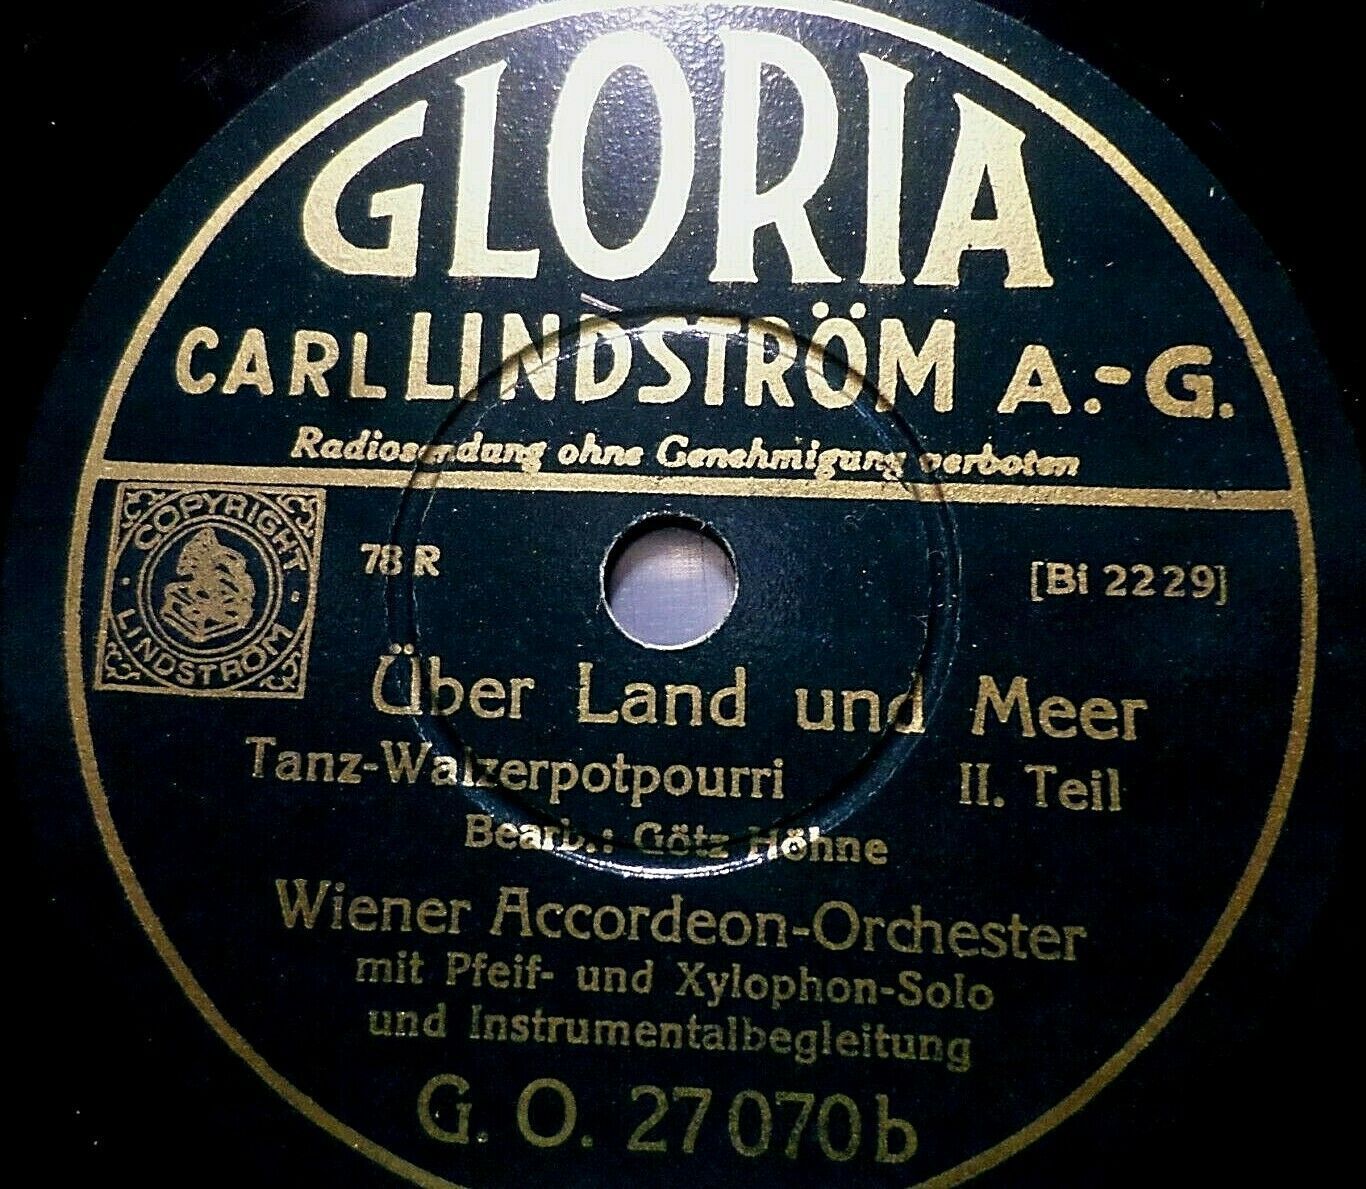 GLORIA
CARL LINDSTRÖM A.-G.
Radiosendung ohne Genehmigung verboten
COPYRIGHT
LINDSTRÖM
78 R
[Bi 2229]
Über Land und Meer
Tanz-Walzerpotpourri II. Teil
Bearb.: Götz Höhne
Wiener Accordeon-Orchester
mit Pfeif- und Xylophon-Solo
und Instrumentalbegleitung
G. O. 27070b